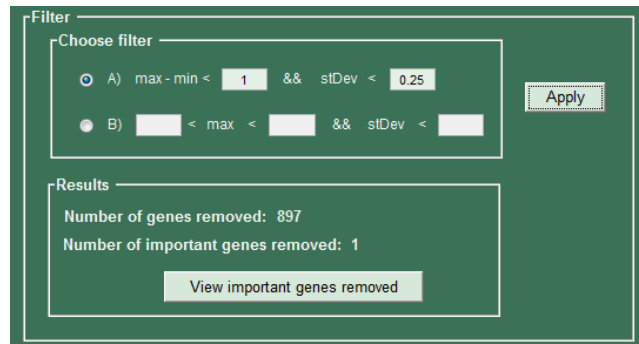 Filter
Choose filter
A) max - min < 1 && stDev < 0.25
Apply
B) < max < && stDev <
Results
Number of genes removed: 897
Number of important genes removed: 1
View important genes removed